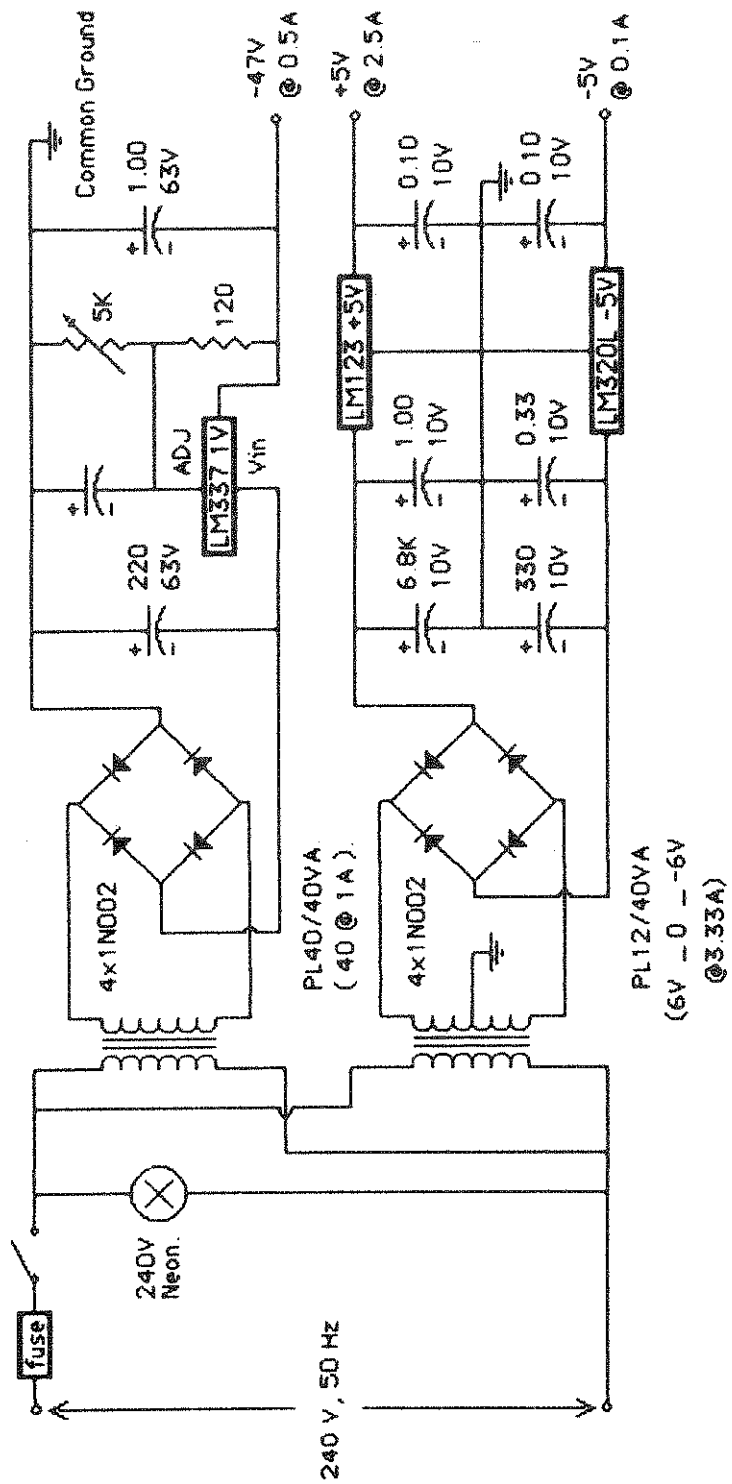 fuse
240V
Neon.
240 V, 50 Hz
4x1N002
PL40/40VA
(40 @ 1A).
220
63V
+
-
+
-
ADJ
LM337 1V
Vin
5K
120
+
-
1.00
63V
Common Ground
-47V
@ 0.5A
4x1N002
PL12/40VA
(6V _0 _ -6V
@3.33A)
+
-
6.8K
10V
+
-
1.00
10V
LM123 +5V
+
-
0.10
10V
+5V
@ 2.5A
+
-
330
10V
+
-
0.33
10V
LM320L -5V
+
-
0.10
10V
-5V
@ 0.1A